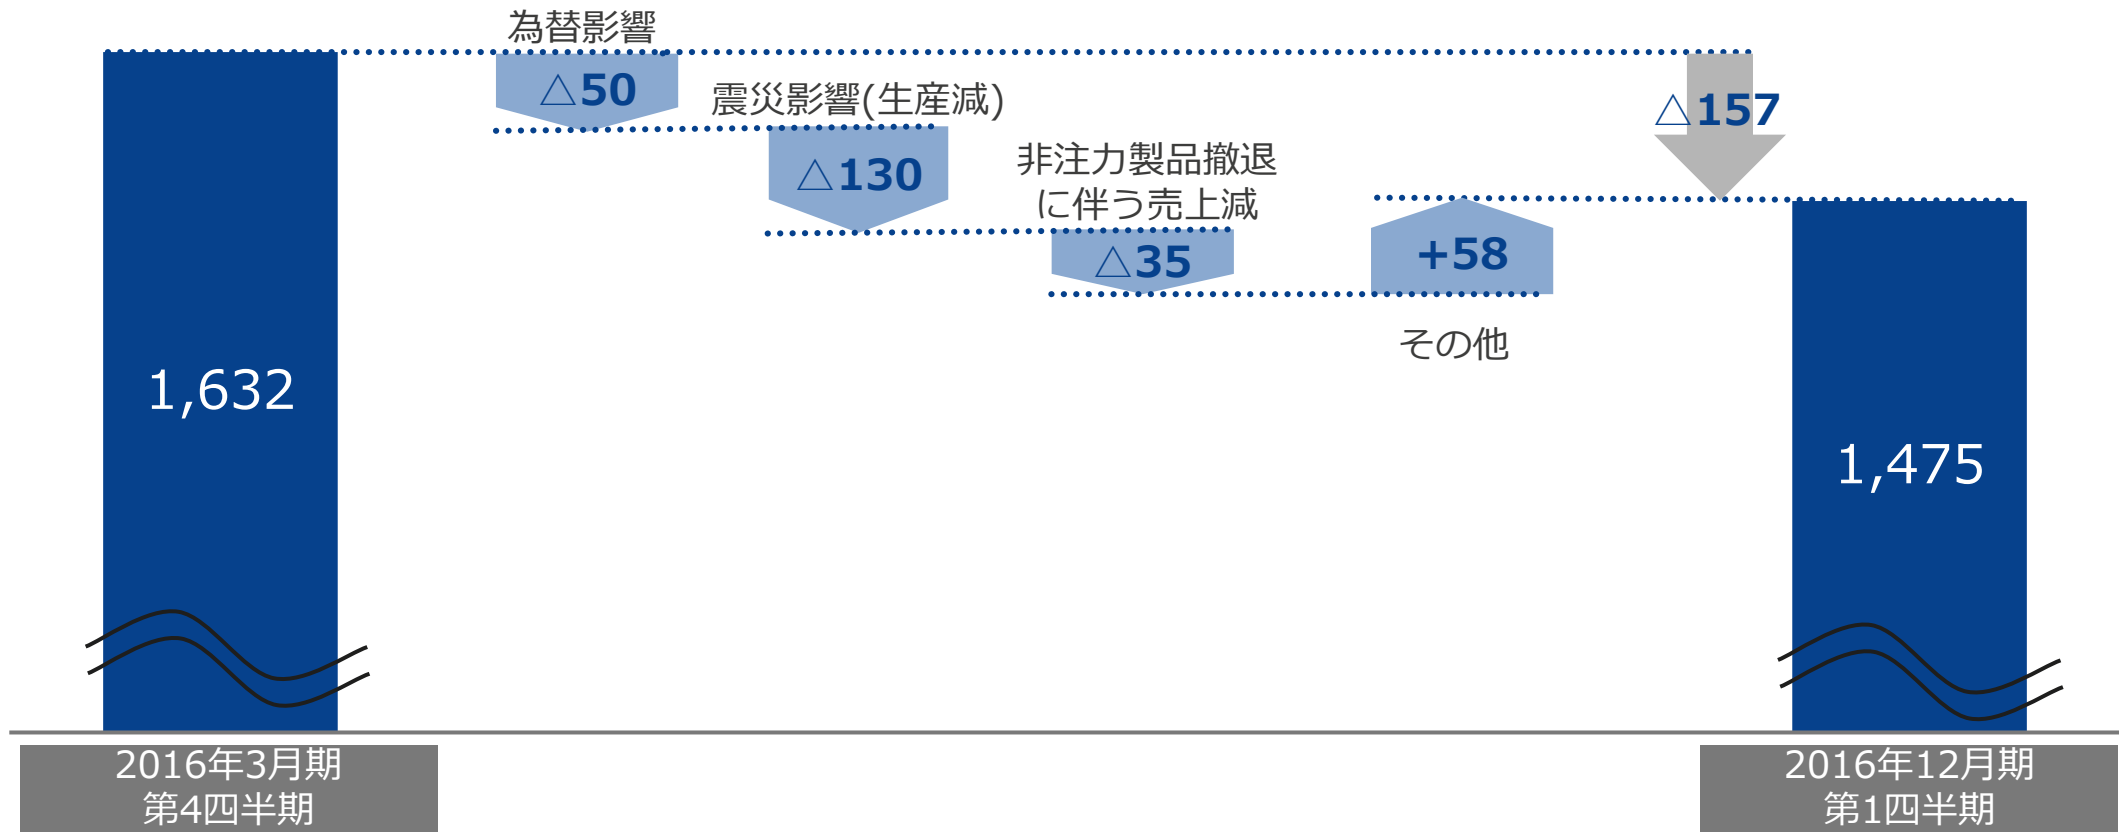 為替影響
△50
震災影響(生産減)
△130
非注力製品撤退
に伴う売上減
△35
+58
その他
△157
1,632
1,475
2016年3月期
第4四半期
2016年12月期
第1四半期